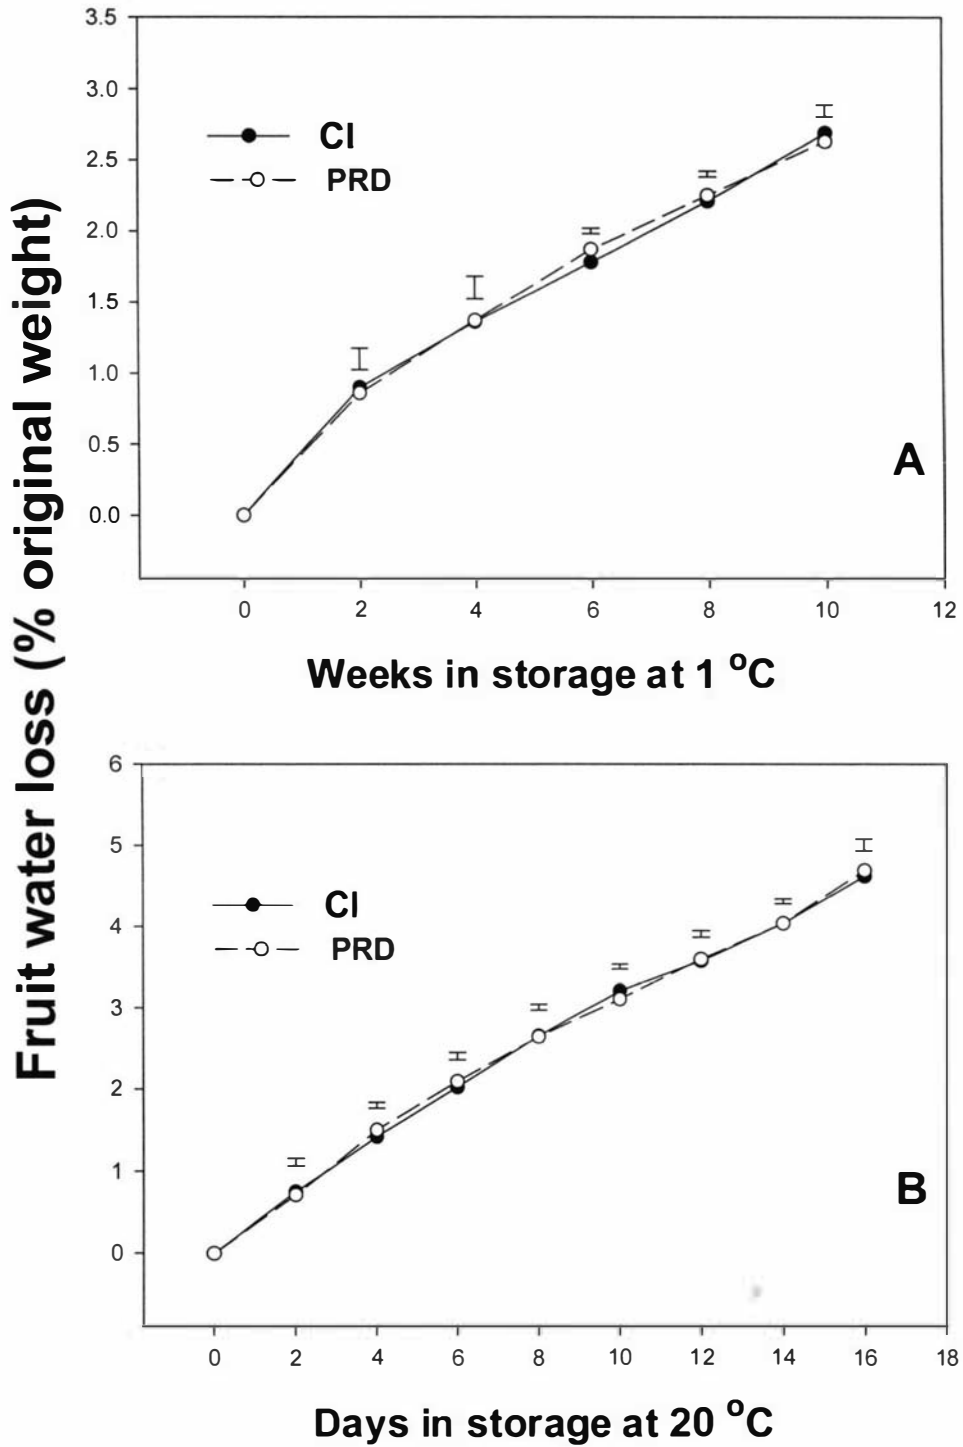 Fruit water loss (% original weight)
3.5
3.0
2.5
2.0
1.5
1.0
0.5
0.0
CI
PRD
A
0 2 4 6 8 10 12
Weeks in storage at 1 °C
6
5
4
3
2
1
0
CI
PRD
B
0 2 4 6 8 10 12 14 16 18
Days in storage at 20 °C